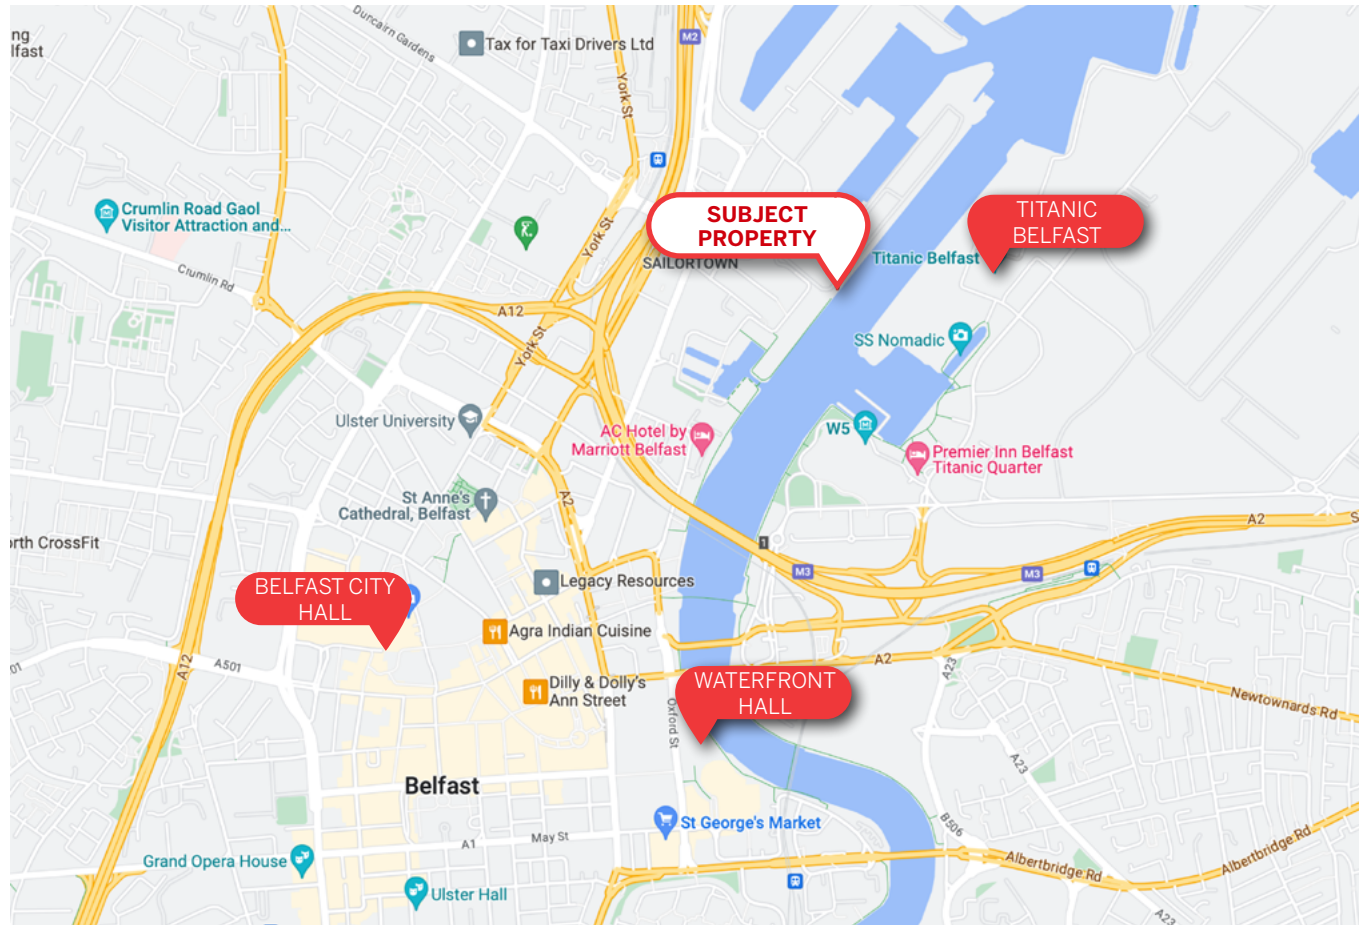 ng
lfast
Duncairn Gardens
Tax for Taxi Drivers Ltd
M2
York St
Crumlin Road Gaol
Visitor Attraction and...
Crumlin Rd
York St
SUBJECT
PROPERTY
SAILORTOWN
TITANIC
BELFAST
Titanic Belfast
A12
York St
SS Nomadic
Ulster University
AC Hotel by
Marriott Belfast
W5
Premier Inn Belfast
Titanic Quarter
St Anne's
Cathedral, Belfast
A2
A2
S
orth CrossFit
1
M3
M3
BELFAST CITY
HALL
Legacy Resources
Agra Indian Cuisine
01
A12
A501
A2
A23
Dilly & Dolly's
Ann Street
WATERFRONT
HALL
Oxford St
Newtownards Rd
A23
Belfast
St George's Market
B506
A1
May St
Grand Opera House
Albertbridge Rd
Albertbridge Rd
Ulster Hall
A23